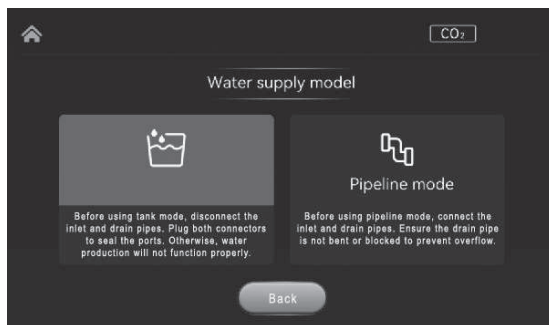 CO₂
Water supply model
Pipeline mode
Before using tank mode, disconnect the
inlet and drain pipes. Plug both connectors
to seal the ports. Otherwise, water
production will not function properly.
Before using pipeline mode, connect the
inlet and drain pipes. Ensure the drain pipe
is not bent or blocked to prevent overflow.
Back